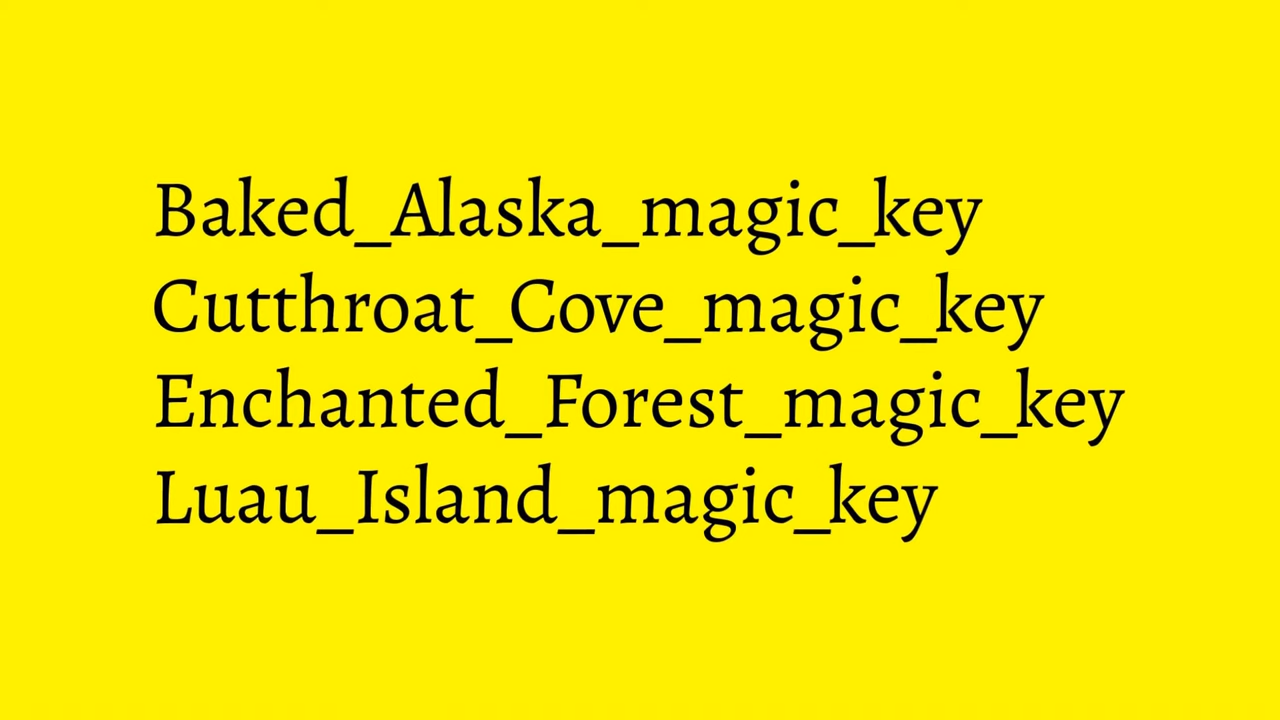 Baked_Alaska_magic_key
Cutthroat_Cove_magic_key
Enchanted_Forest_magic_key
Luau_Island_magic_key